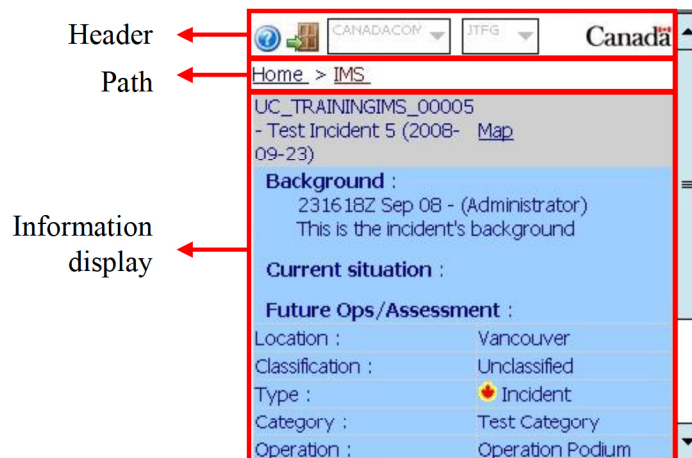 Header
CANADACOM
JTFG
Canada
Path
Home > IMS
UC_TRAININGIMS_00005
- Test Incident 5 (2008-
09-23)
Map
Information
display
Background :
231618Z Sep 08 - (Administrator)
This is the incident's background
Current situation :
Future Ops/Assessment :
Location : Vancouver
Classification : Unclassified
Type : Incident
Category : Test Category
Operation : Operation Podium